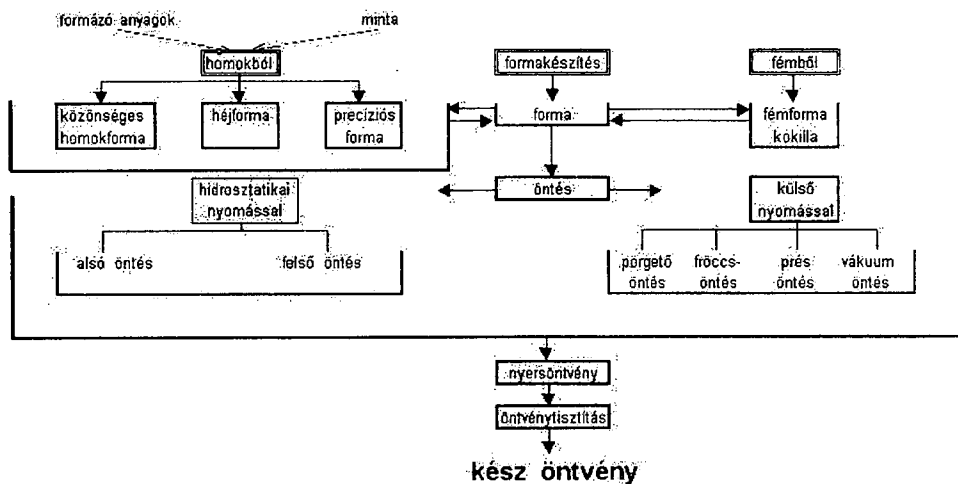 formázó anyagok
minta
homokból
formakészítés
fémből
közönséges
homokforma
héjforma
precíziós
forma
forma
fémforma
kokilla
hidrosztatikai
nyomással
öntés
külső
nyomással
alsó öntés
felső öntés
pörgető
öntés
fröccs-
öntés
prés
öntés
vákuum
öntés
nyersöntvény
öntvénytisztítás
kész öntvény